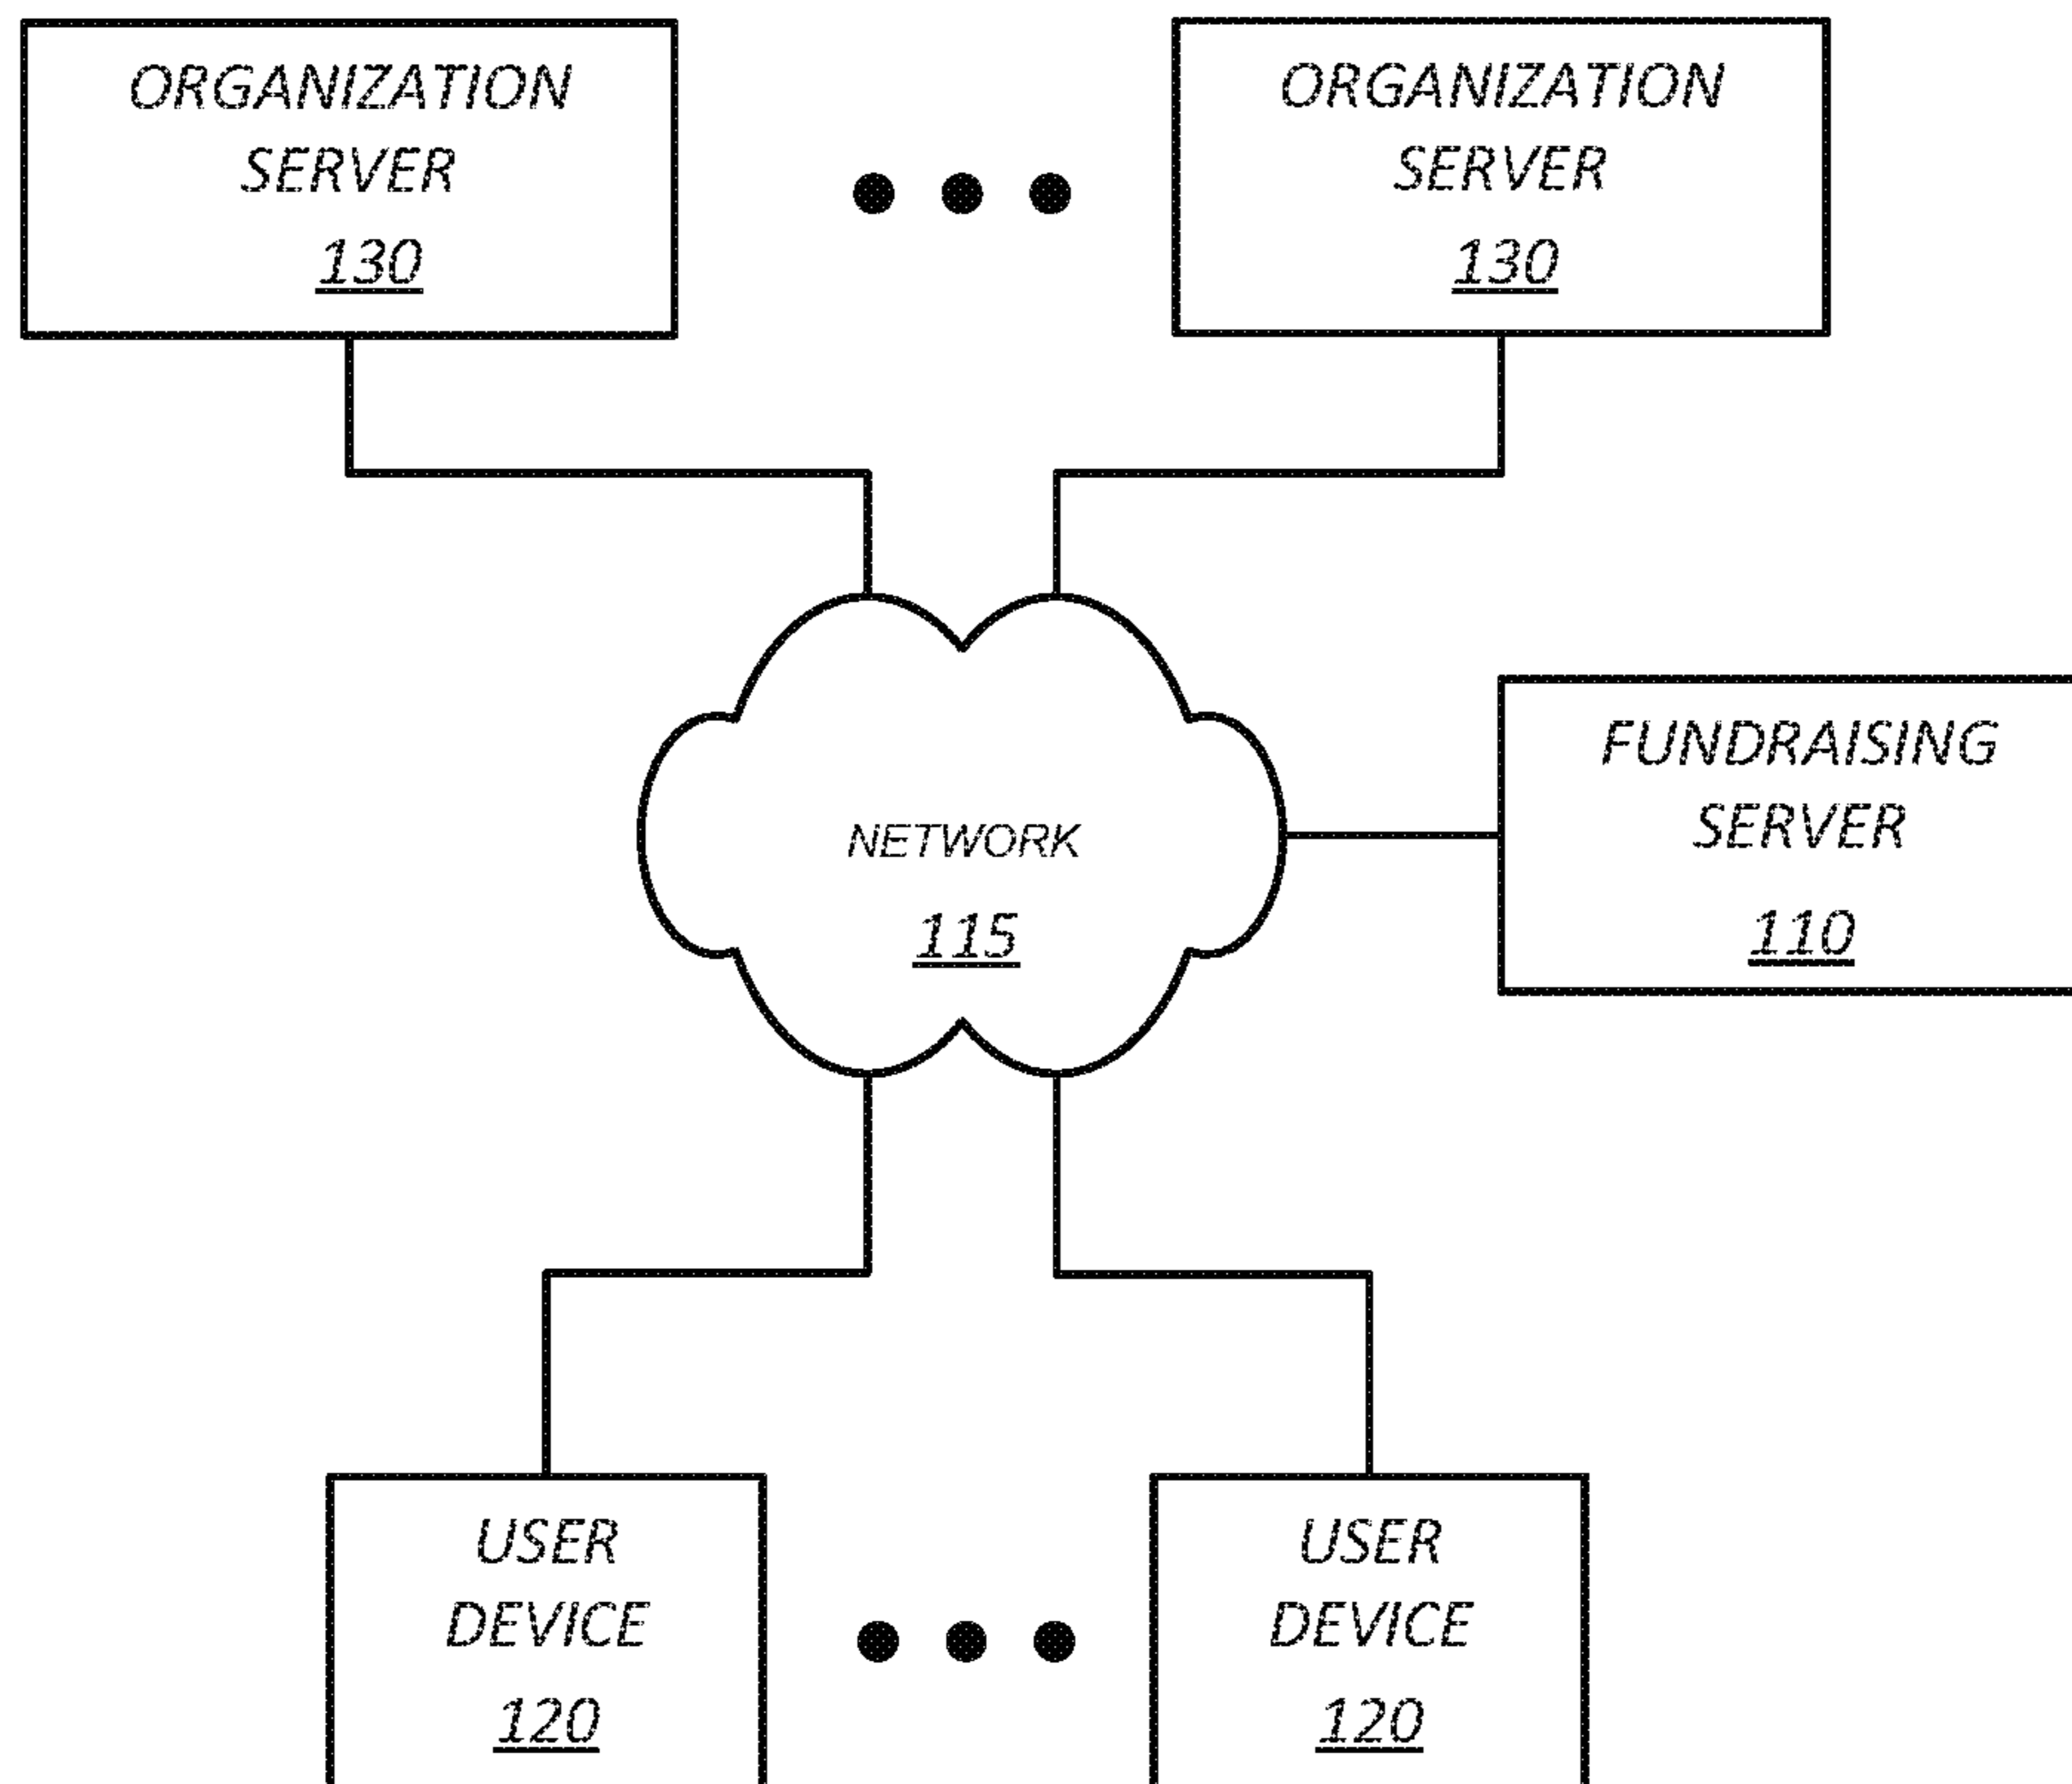 ORGANIZATION
SERVER
130
ORGANIZATION
SERVER
130
FUNDRAISING
SERVER
110
NETWORK
115
USER
DEVICE
120
USER
DEVICE
120